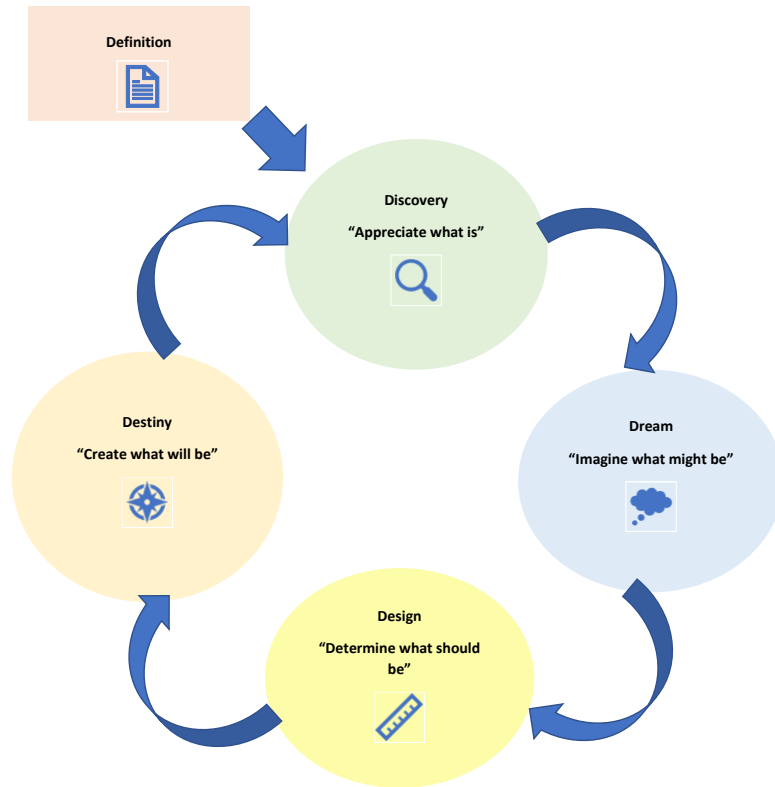 Definition
Discovery
“Appreciate what is”
Dream
“Imagine what might be”
Design
“Determine what should
be”
Destiny
“Create what will be”